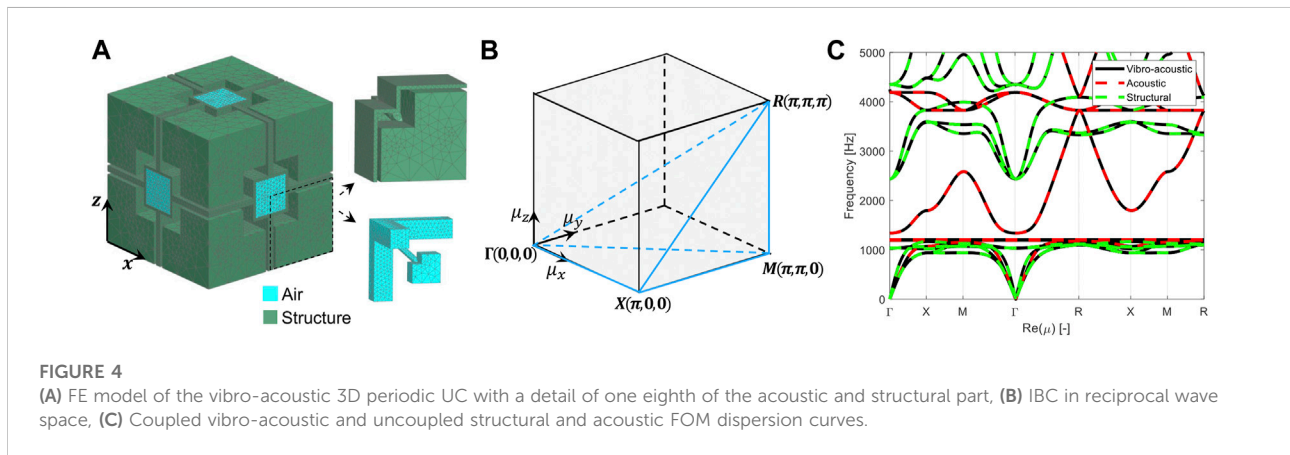 A
z
x
Air
Structure
B
R(π,π,π)
μz
μy
Γ(0,0,0)
μx
M(π,π,0)
X(π,0,0)
C
Frequency [Hz]
5000
4000
3000
2000
1000
0
Vibro-acoustic
Acoustic
Structural
Γ X M Γ R X M R
Re(μ) [-]
FIGURE 4
(A) FE model of the vibro-acoustic 3D periodic UC with a detail of one eighth of the acoustic and structural part, (B) IBC in reciprocal wave
space, (C) Coupled vibro-acoustic and uncoupled structural and acoustic FOM dispersion curves.